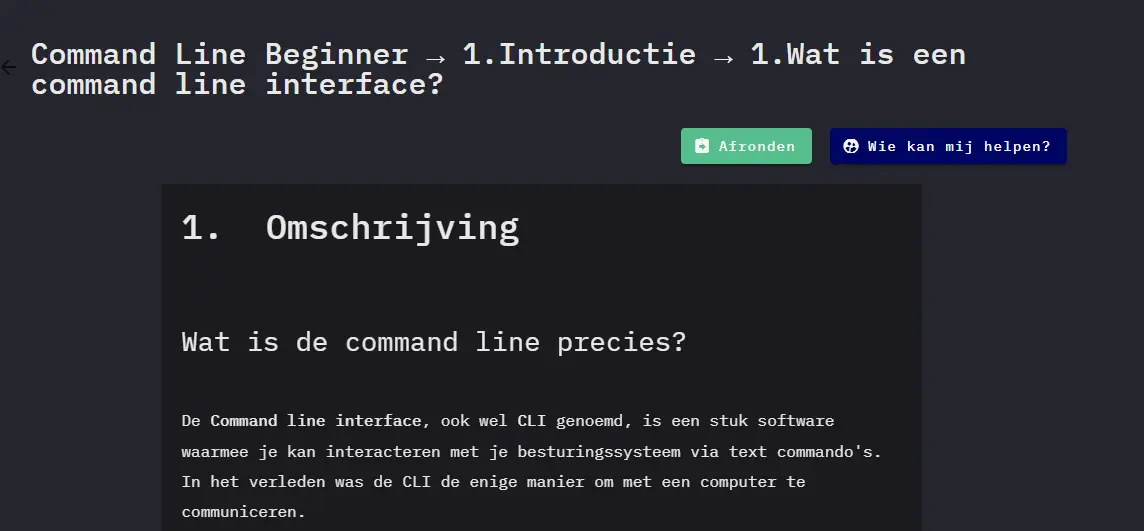 Command Line Beginner → 1.Introductie → 1.Wat is een
command line interface?
Afronden
Wie kan mij helpen?
1. Omschrijving
Wat is de command line precies?
De Command line interface, ook wel CLI genoemd, is een stuk software
waarmee je kan interacteren met je besturingssysteem via text commando's.
In het verleden was de CLI de enige manier om met een computer te
communiceren.